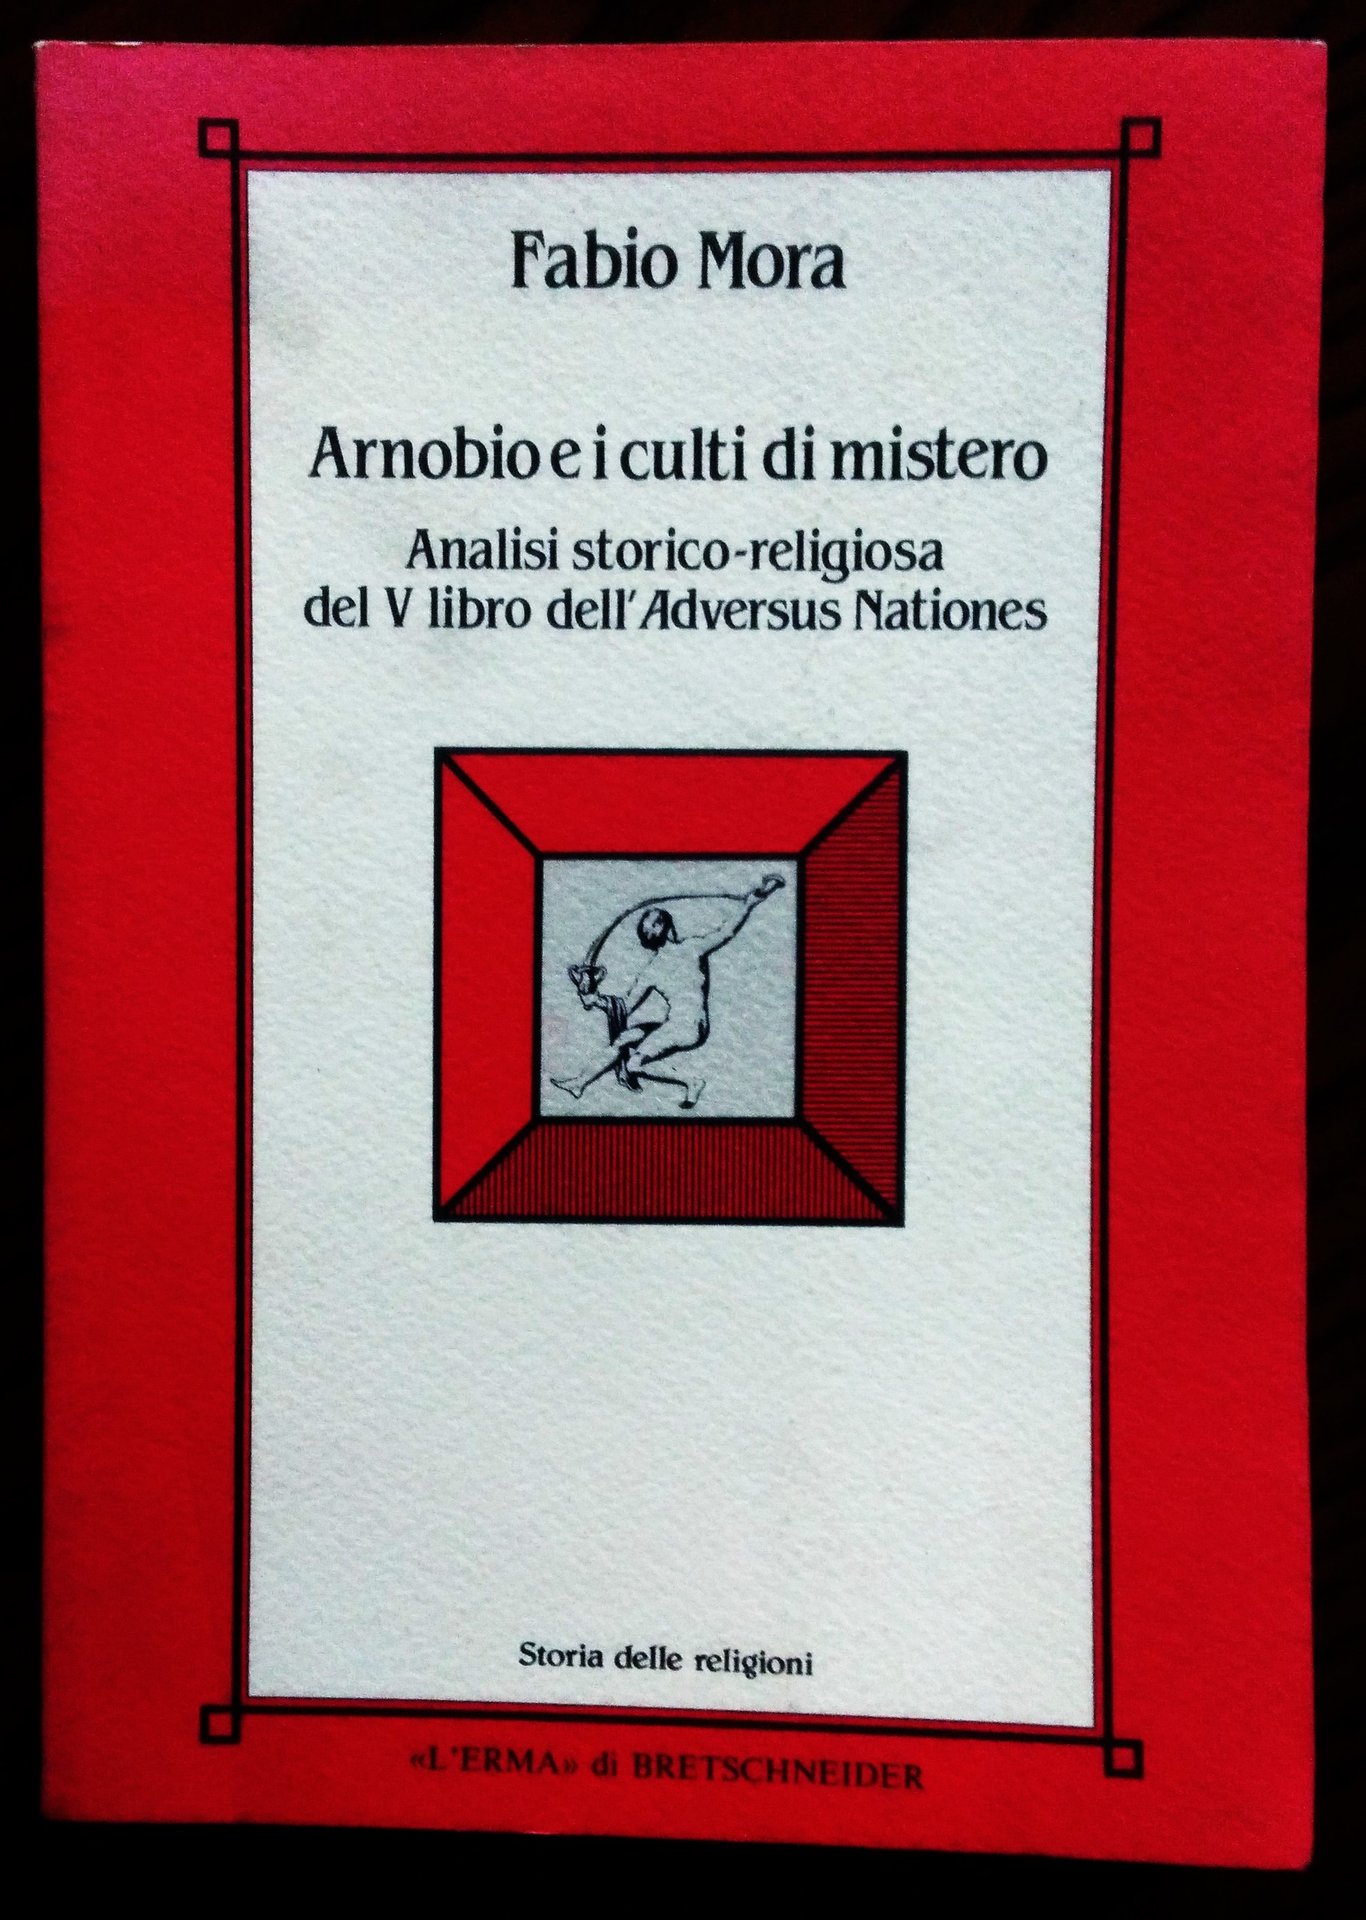 Fabio Mora
Arnobio e i culti di mistero
Analisi storico-religiosa
del V libro dell'Adversus Nationes
Storia delle religioni
«L'ERMA» di BRETSCHNEIDER